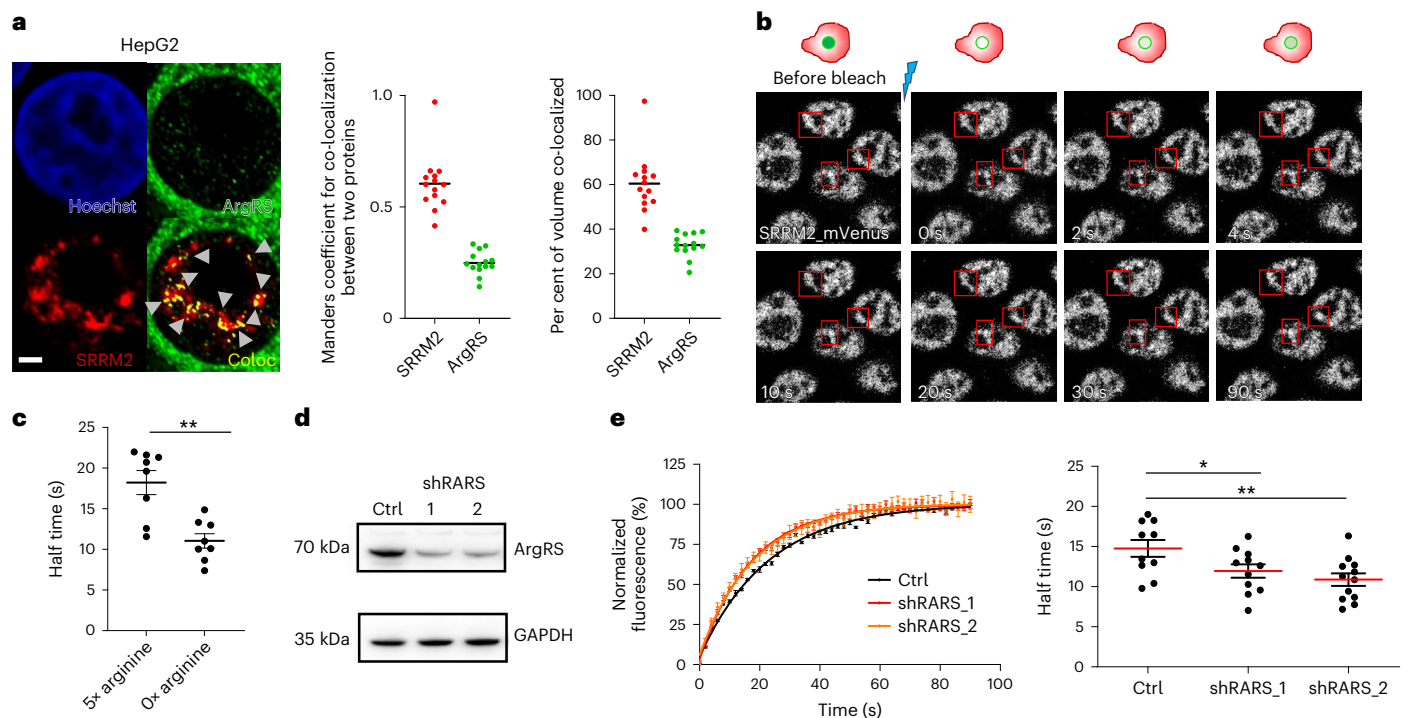 a
HepG2
Hoechst
ArgRS
SRRM2
Coloc
Manders coefficient for co-localization
between two proteins
1.0
0.5
0
SRRM2
ArgRS
Per cent of volume co-localized
100
80
60
40
20
0
SRRM2
ArgRS
b
Before bleach
SRRM2_mVenus
0 s
2 s
4 s
10 s
20 s
30 s
90 s
c
Half time (s)
25
20
15
10
5
0
**
5× arginine
0× arginine
d
shRARS
Ctrl 1 2
70 kDa
ArgRS
35 kDa
GAPDH
e
Normalized
fluorescence (%)
125
100
75
50
25
0
0 20 40 60 80 100
Time (s)
Ctrl
shRARS_1
shRARS_2
Half time (s)
25
20
15
10
5
0
*
**
Ctrl
shRARS_1
shRARS_2